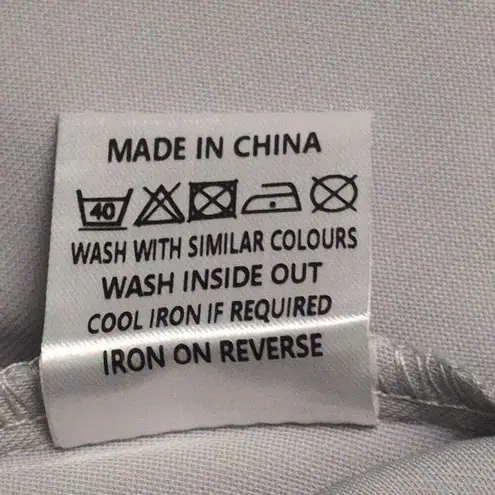 MADE IN CHINA
40
WASH WITH SIMILAR COLOURS
WASH INSIDE OUT
COOL IRON IF REQUIRED
IRON ON REVERSE